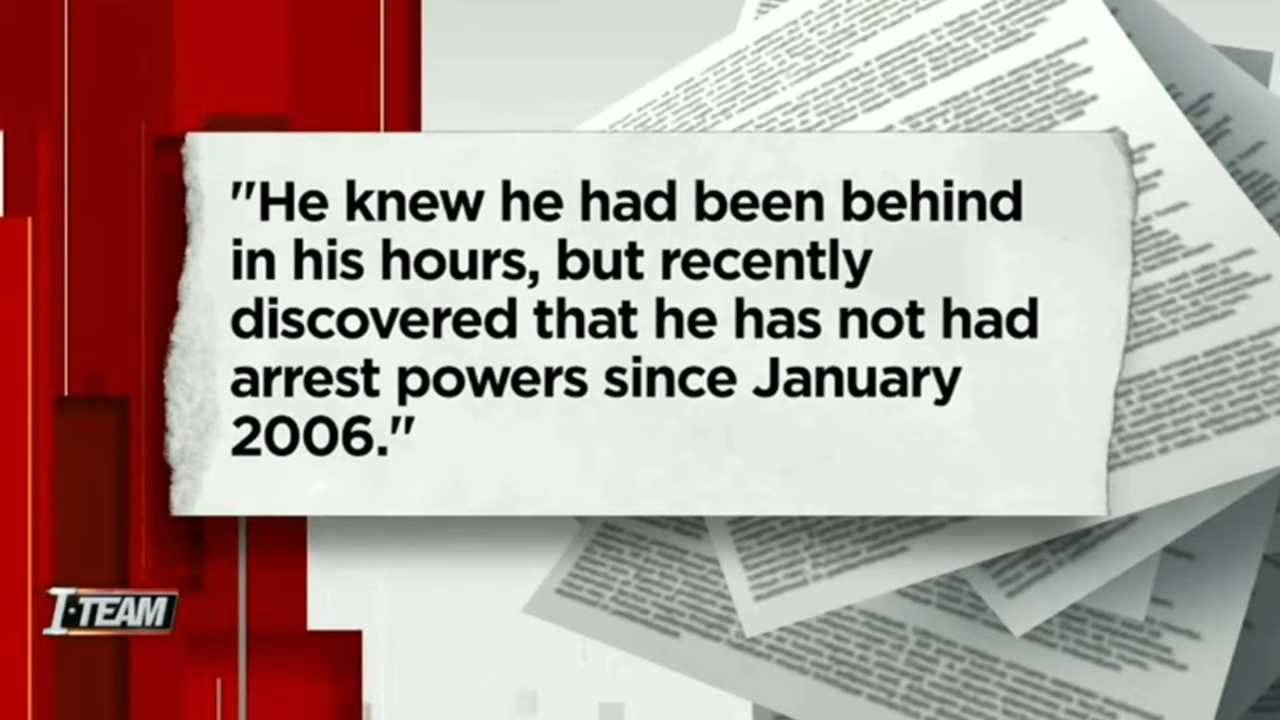 "He knew he had been behind
in his hours, but recently
discovered that he has not had
arrest powers since January
2006."
I-TEAM